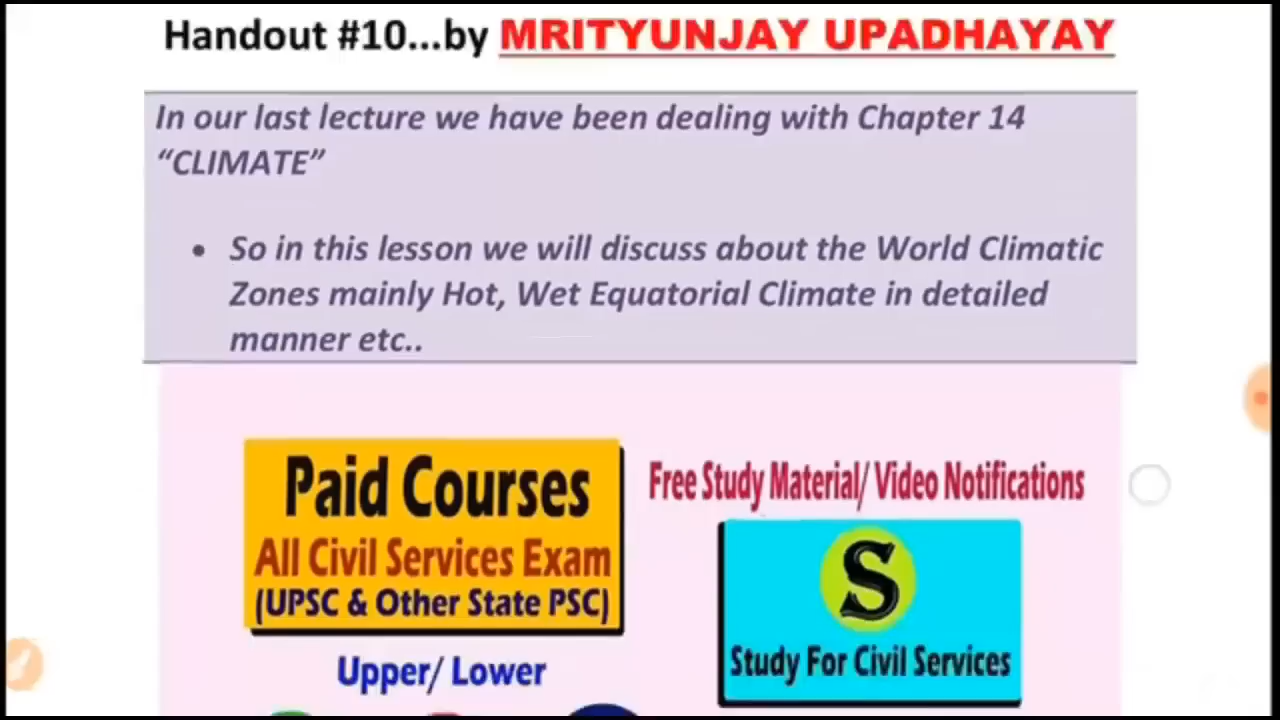 Handout #10...by MRITYUNJAY UPADHAYAY
In our last lecture we have been dealing with Chapter 14
“CLIMATE”
• So in this lesson we will discuss about the World Climatic
Zones mainly Hot, Wet Equatorial Climate in detailed
manner etc..
Paid Courses
All Civil Services Exam
(UPSC & Other State PSC)
Upper/ Lower
Free Study Material/ Video Notifications
S
Study For Civil Services